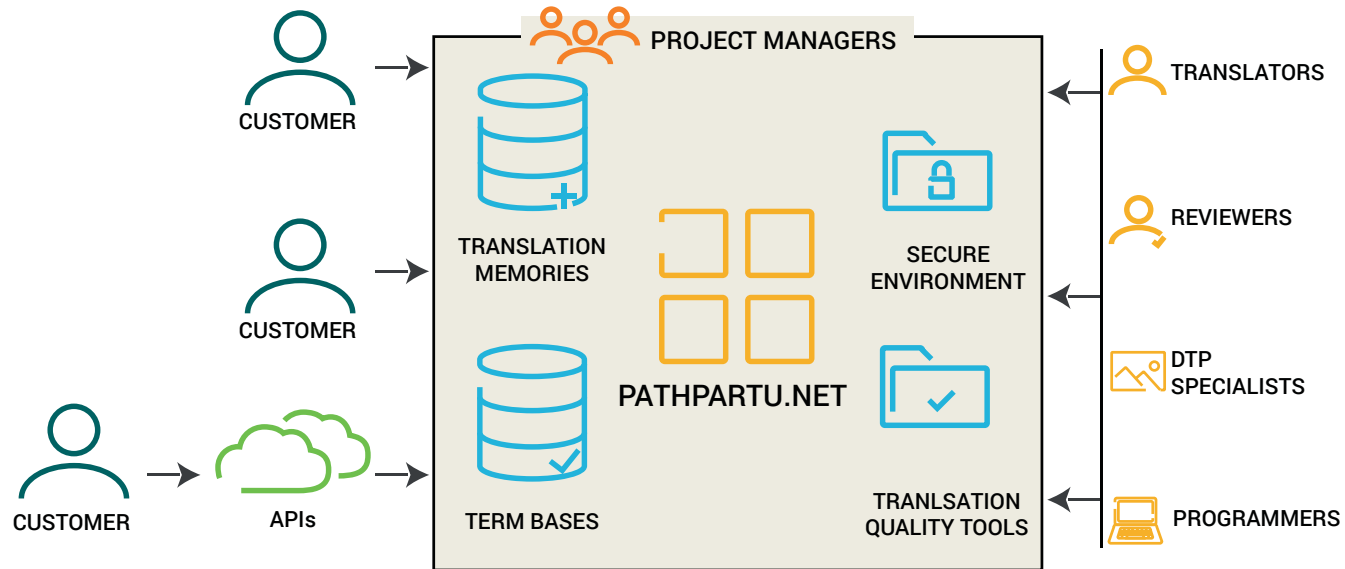 PROJECT MANAGERS
CUSTOMER
TRANSLATION
MEMORIES
SECURE
ENVIRONMENT
TRANSLATORS
REVIEWERS
CUSTOMER
PATHPARTU.NET
DTP
SPECIALISTS
CUSTOMER
APIs
TERM BASES
TRANLSATION
QUALITY TOOLS
PROGRAMMERS